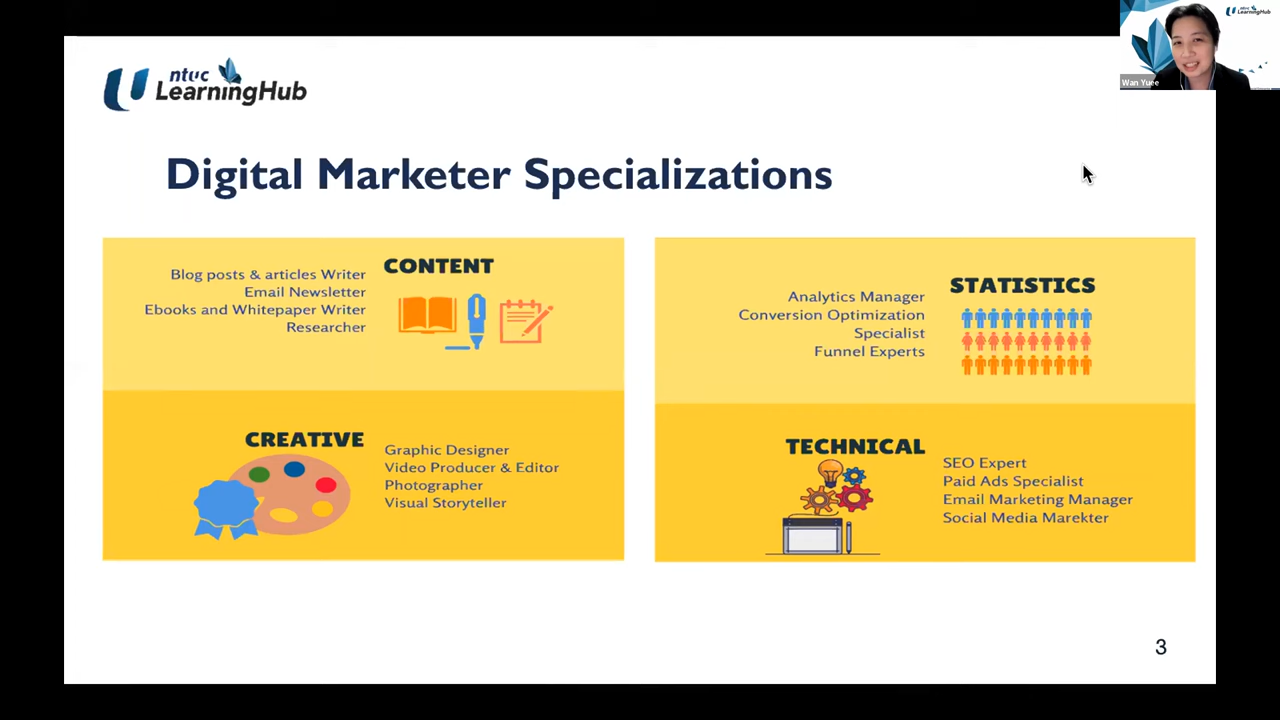 ntuc
LearningHub
Wan Yuee
ntuc
LearningHub
Digital Marketer Specializations
CONTENT
Blog posts & articles Writer
Email Newsletter
Ebooks and Whitepaper Writer
Researcher
STATISTICS
Analytics Manager
Conversion Optimization
Specialist
Funnel Experts
CREATIVE
Graphic Designer
Video Producer & Editor
Photographer
Visual Storyteller
TECHNICAL
SEO Expert
Paid Ads Specialist
Email Marketing Manager
Social Media Marekter
3